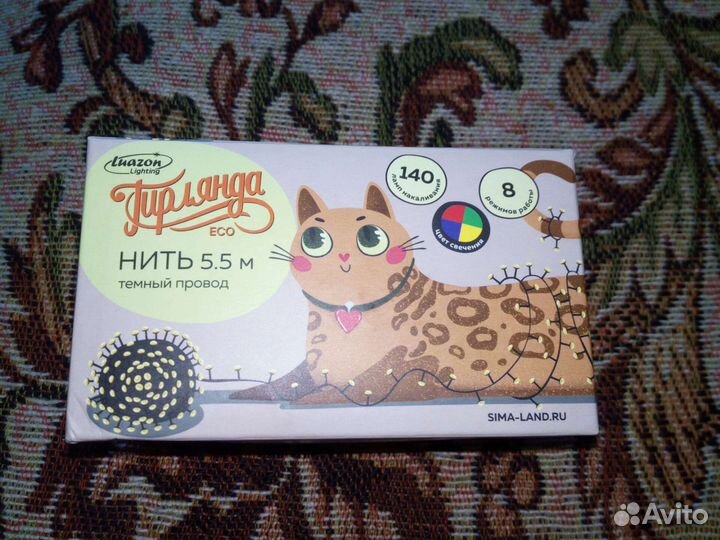 Luazon
Lighting
Гирлянда
ECO
НИТЬ 5.5 м
темный провод
140
ламп накаливания
8
режимов работы
цвет свечения
SIMA-LAND.RU
Avito